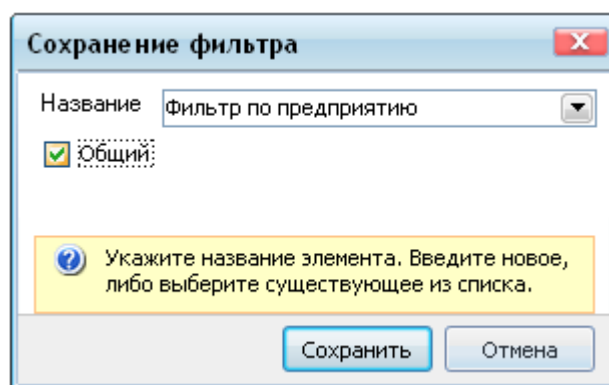 Сохранение фильтра
Название Фильтр по предприятию
Общий
Укажите название элемента. Введите новое,
либо выберите существующее из списка.
Сохранить Отмена